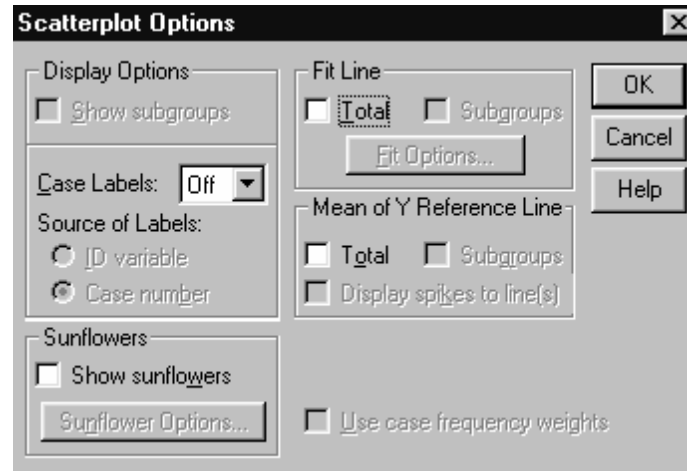 Scatterplot Options
Display Options
Show subgroups
Case Labels: Off
Source of Labels:
ID variable
Case number
Sunflowers
Show sunflowers
Sunflower Options...
Fit Line
Total Subgroups
Fit Options...
Mean of Y Reference Line
Total Subgroups
Display spikes to line(s)
Use case frequency weights
OK
Cancel
Help